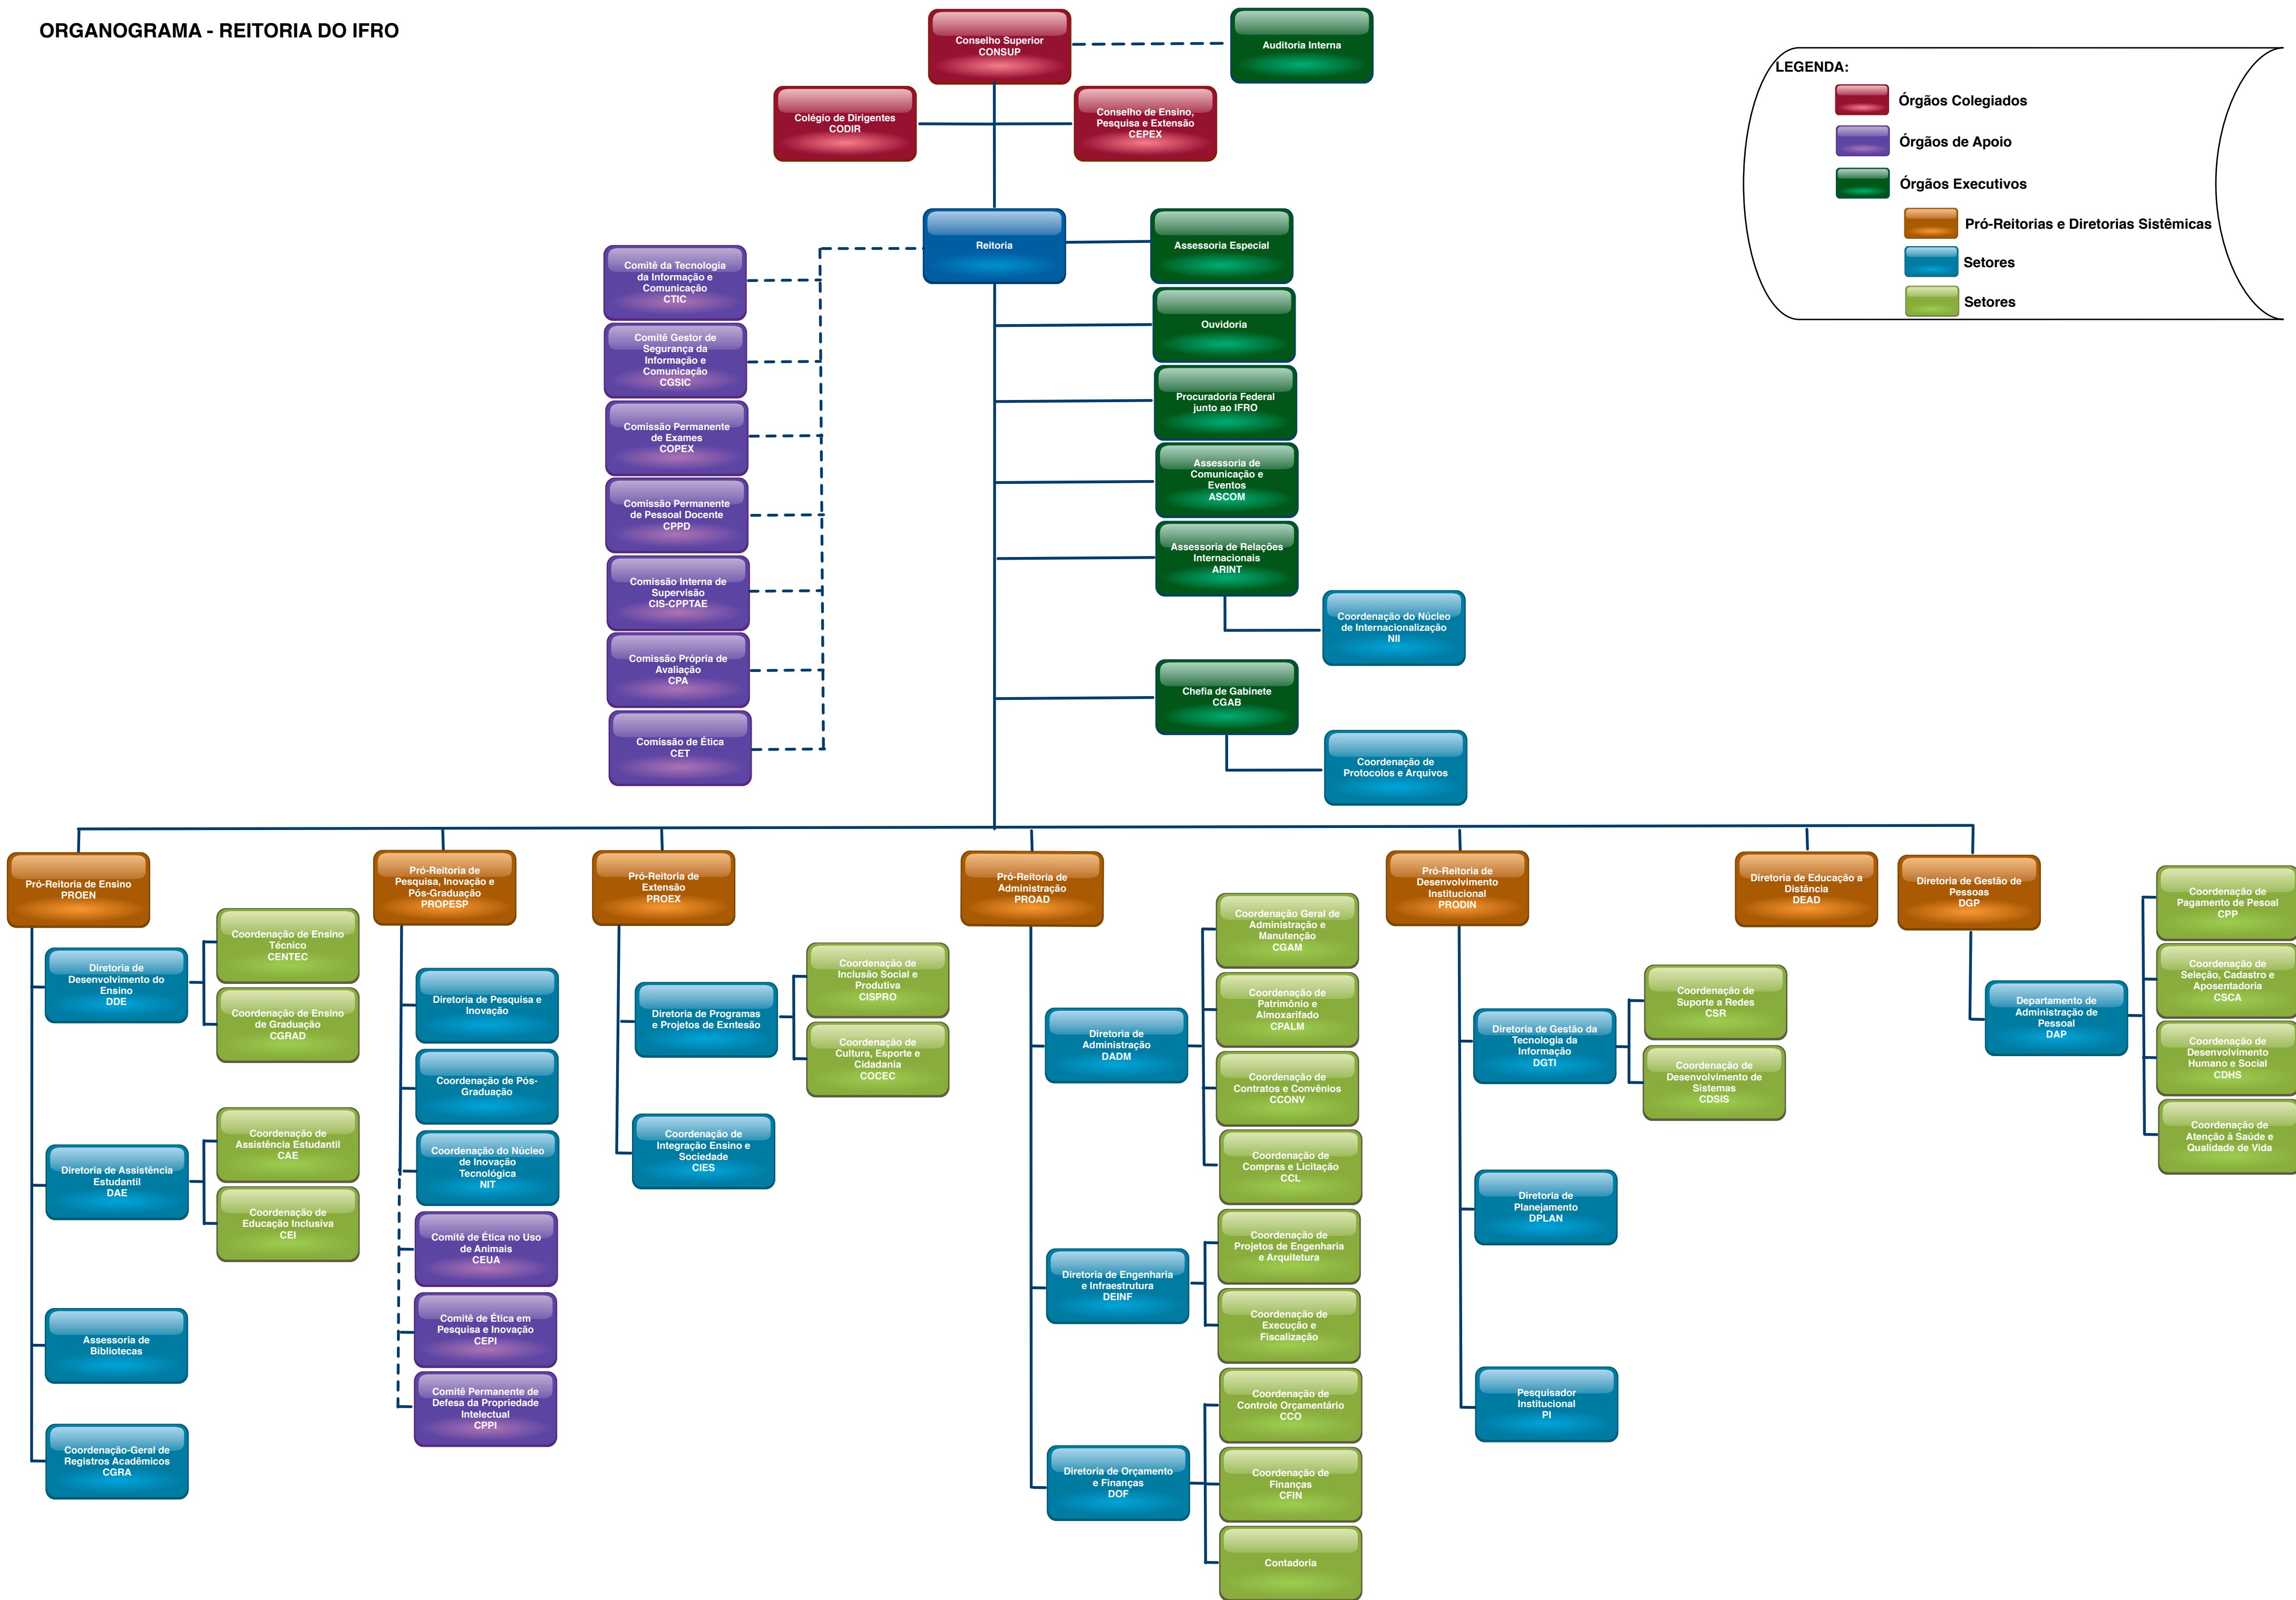 ORGANOGRAMA - REITORIA DO IFRO
Conselho Superior
CONSUP
Auditoria Interna
Colégio de Dirigentes
CODIR
Conselho de Ensino,
Pesquisa e Extensão
CEPEX
LEGENDA:
Órgãos Colegiados
Órgãos de Apoio
Órgãos Executivos
Pró-Reitorias e Diretorias Sistêmicas
Setores
Setores
Reitoria
Assessoria Especial
Ouvidoria
Procuradoria Federal
junto ao IFRO
Assessoria de
Comunicação e
Eventos
ASCOM
Assessoria de Relações
Internacionais
ARINT
Coordenação do Núcleo
de Internacionalização
NII
Chefia de Gabinete
CGAB
Coordenação de
Protocolos e Arquivos
Comitê da Tecnologia
da Informação e
Comunicação
CTIC
Comitê Gestor de
Segurança da
Informação e
Comunicação
CGSIC
Comissão Permanente
de Exames
COPEX
Comissão Permanente
de Pessoal Docente
CPPD
Comissão Interna de
Supervisão
CIS-CPPTAE
Comissão Própria de
Avaliação
CPA
Comissão de Ética
CET
Pró-Reitoria de Ensino
PROEN
Diretoria de
Desenvolvimento do
Ensino
DDE
Coordenação de Ensino
Técnico
CENTEC
Coordenação de Ensino
de Graduação
CGRAD
Diretoria de Assistência
Estudantil
DAE
Coordenação de
Assistência Estudantil
CAE
Coordenação de
Educação Inclusiva
CEI
Assessoria de
Bibliotecas
Coordenação-Geral de
Registros Acadêmicos
CGRA
Pró-Reitoria de
Pesquisa, Inovação e
Pós-Graduação
PROPESP
Diretoria de Pesquisa e
Inovação
Coordenação de Pós-
Graduação
Coordenação do Núcleo
de Inovação
Tecnológica
NIT
Comitê de Ética no Uso
de Animais
CEUA
Comitê de Ética em
Pesquisa e Inovação
CEPI
Comitê Permanente de
Defesa da Propriedade
Intelectual
CPPI
Pró-Reitoria de
Extensão
PROEX
Diretoria de Programas
e Projetos de Exntesão
Coordenação de
Inclusão Social e
Produtiva
CISPRO
Coordenação de
Cultura, Esporte e
Cidadania
COCEC
Coordenação de
Integração Ensino e
Sociedade
CIES
Pró-Reitoria de
Administração
PROAD
Diretoria de
Administração
DADM
Coordenação Geral de
Administração e
Manutenção
CGAM
Coordenação de
Patrimônio e
Almoxarifado
CPALM
Coordenação de
Contratos e Convênios
CCONV
Coordenação de
Compras e Licitação
CCL
Diretoria de Engenharia
e Infraestrutura
DEINF
Coordenação de
Projetos de Engenharia
e Arquitetura
Coordenação de
Execução e
Fiscalização
Diretoria de Orçamento
e Finanças
DOF
Coordenação de
Controle Orçamentário
CCO
Coordenação de
Finanças
CFIN
Contadoria
Pró-Reitoria de
Desenvolvimento
Institucional
PRODIN
Diretoria de Gestão da
Tecnologia da
Informação
DGTI
Coordenação de
Suporte a Redes
CSR
Coordenação de
Desenvolvimento de
Sistemas
CDSIS
Diretoria de
Planejamento
DPLAN
Pesquisador
Institucional
PI
Diretoria de Educação a
Distância
DEAD
Diretoria de Gestão de
Pessoas
DGP
Departamento de
Administração de
Pessoal
DAP
Coordenação de
Pagamento de Pesoal
CPP
Coordenação de
Seleção, Cadastro e
Aposentadoria
CSCA
Coordenação de
Desenvolvimento
Humano e Social
CDHS
Coordenação de
Atenção à Saúde e
Qualidade de Vida